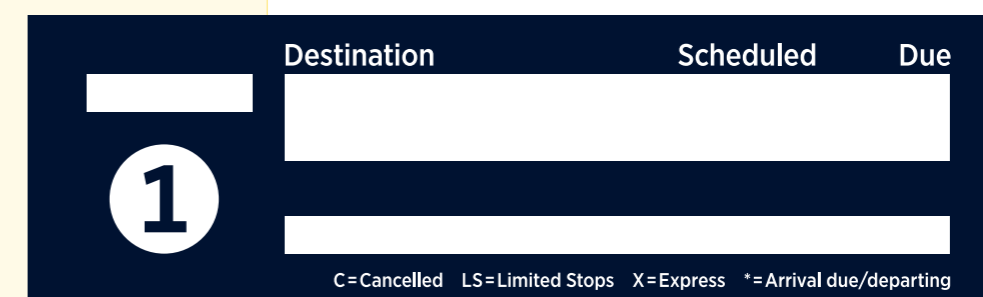 Destination Scheduled Due
1
C=Cancelled LS=Limited Stops X=Express *=Arrival due/departing